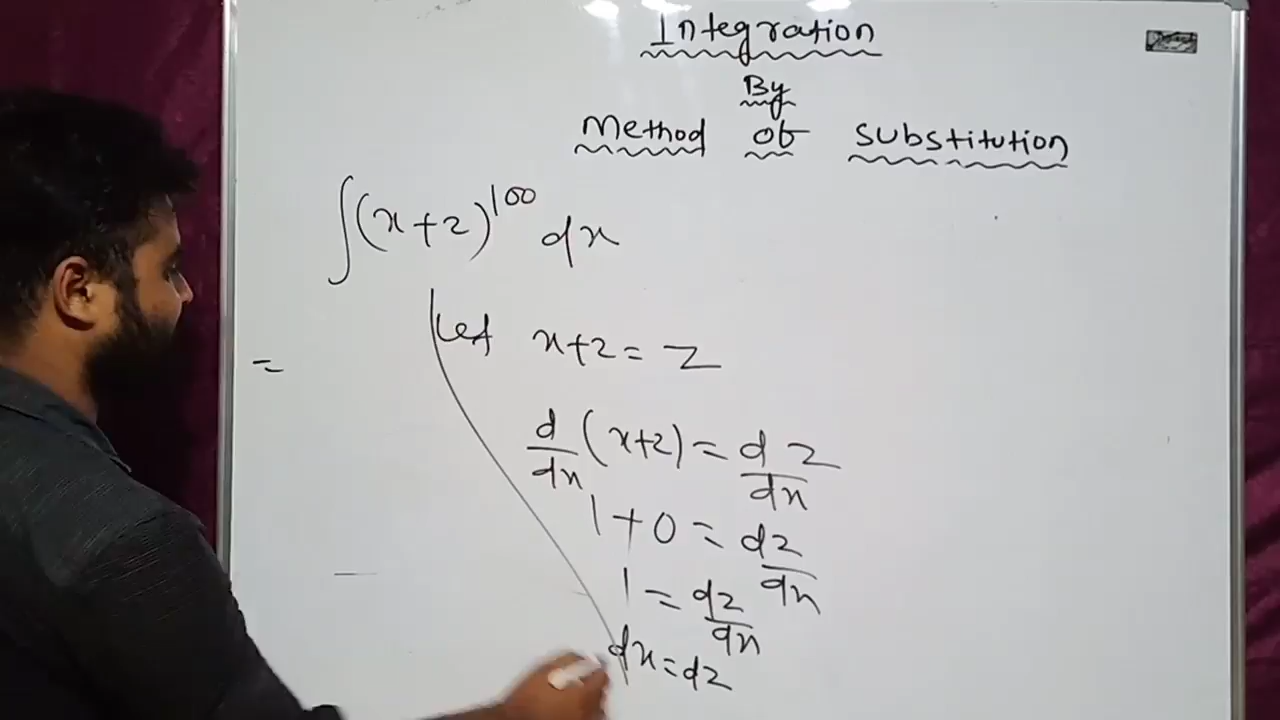 Integration
By
Method of Substitution
∫(x+2)^100 dx
Let x+2 = z
=
d/dx (x+2) = dz/dx
1+0 = dz/dx
1 = dz/dx
dx = dz